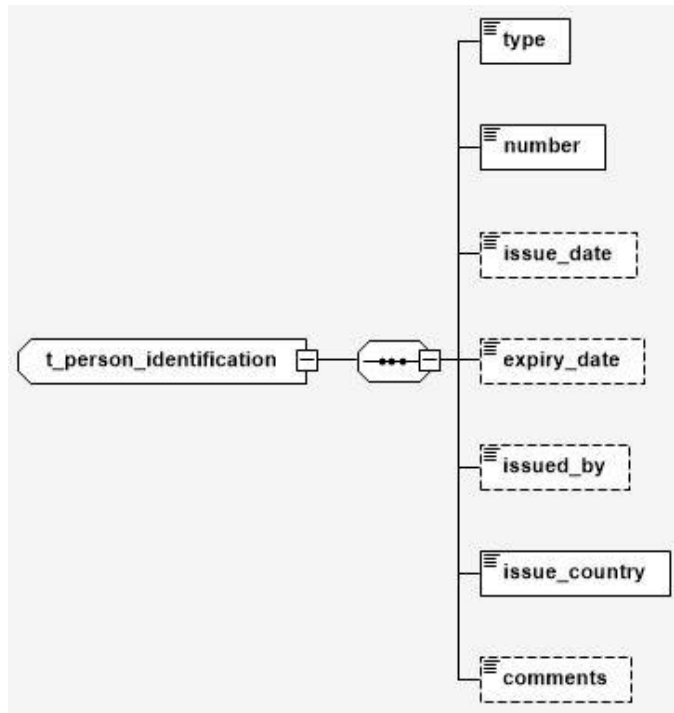 type
number
issue_date
t_person_identification
expiry_date
issued_by
issue_country
comments